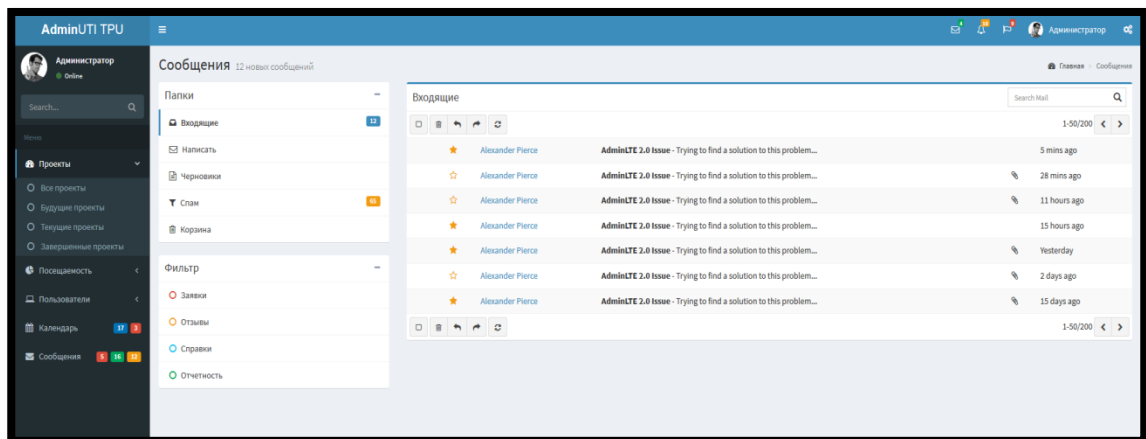 AdminUTI TPU
4
10
9
Администратор
Администратор
Online
Search...
Меню
Проекты
Все проекты
Будущие проекты
Текущие проекты
Завершенные проекты
Посещаемость
Пользователи
Календарь 17 3
Сообщения 5 16 12
Сообщения 12 новых сообщений
Главная > Сообщения
Папки
Входящие 12
Написать
Черновики
Спам 65
Корзина
Фильтр
Заявки
Отзывы
Справки
Отчетность
Входящие Search Mail
1-50/200
Alexander Pierce AdminLTE 2.0 Issue - Trying to find a solution to this problem... 5 mins ago
Alexander Pierce AdminLTE 2.0 Issue - Trying to find a solution to this problem... 28 mins ago
Alexander Pierce AdminLTE 2.0 Issue - Trying to find a solution to this problem... 11 hours ago
Alexander Pierce AdminLTE 2.0 Issue - Trying to find a solution to this problem... 15 hours ago
Alexander Pierce AdminLTE 2.0 Issue - Trying to find a solution to this problem... Yesterday
Alexander Pierce AdminLTE 2.0 Issue - Trying to find a solution to this problem... 2 days ago
Alexander Pierce AdminLTE 2.0 Issue - Trying to find a solution to this problem... 15 days ago
1-50/200